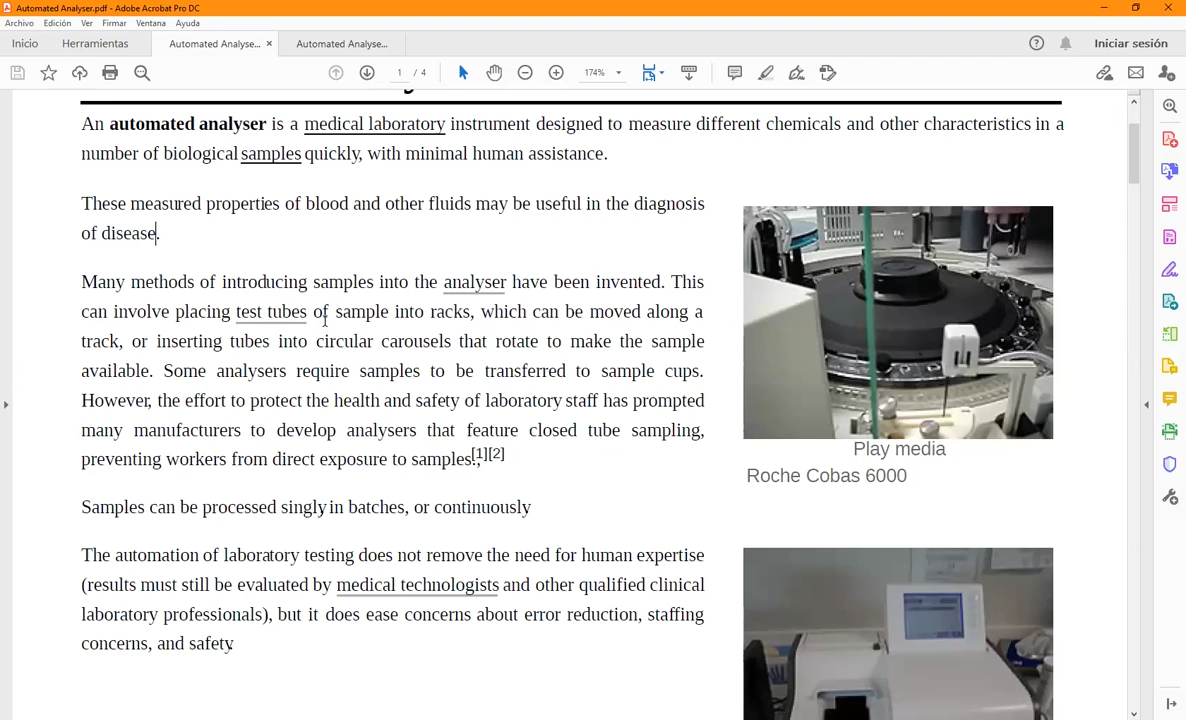 Automated Analyser.pdf - Adobe Acrobat Pro DC
Archivo Edición Ver Firmar Ventana Ayuda
Inicio Herramientas Automated Analyse... × Automated Analyse... Iniciar sesión
1 / 4 174%
An automated analyser is a medical laboratory instrument designed to measure different chemicals and other characteristics in a
number of biological samples quickly, with minimal human assistance.
These measured properties of blood and other fluids may be useful in the diagnosis
of disease.
Many methods of introducing samples into the analyser have been invented. This
can involve placing test tubes of sample into racks, which can be moved along a
track, or inserting tubes into circular carousels that rotate to make the sample
available. Some analysers require samples to be transferred to sample cups.
However, the effort to protect the health and safety of laboratory staff has prompted
many manufacturers to develop analysers that feature closed tube sampling,
preventing workers from direct exposure to samples.,[1][2]
Samples can be processed singly in batches, or continuously
The automation of laboratory testing does not remove the need for human expertise
(results must still be evaluated by medical technologists and other qualified clinical
laboratory professionals), but it does ease concerns about error reduction, staffing
concerns, and safety.
Play media
Roche Cobas 6000